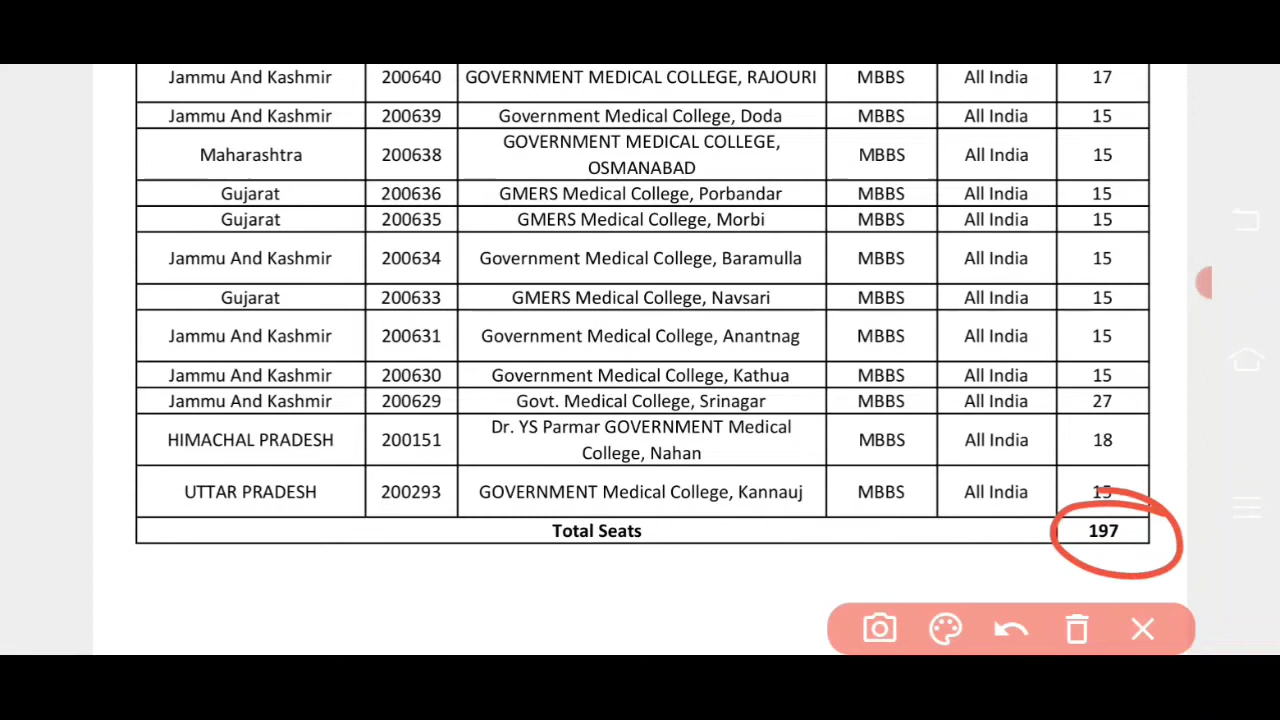 Jammu And Kashmir 200640 GOVERNMENT MEDICAL COLLEGE, RAJOURI MBBS All India 17
Jammu And Kashmir 200639 Government Medical College, Doda MBBS All India 15
Maharashtra 200638 GOVERNMENT MEDICAL COLLEGE, OSMANABAD MBBS All India 15
Gujarat 200636 GMERS Medical College, Porbandar MBBS All India 15
Gujarat 200635 GMERS Medical College, Morbi MBBS All India 15
Jammu And Kashmir 200634 Government Medical College, Baramulla MBBS All India 15
Gujarat 200633 GMERS Medical College, Navsari MBBS All India 15
Jammu And Kashmir 200631 Government Medical College, Anantnag MBBS All India 15
Jammu And Kashmir 200630 Government Medical College, Kathua MBBS All India 15
Jammu And Kashmir 200629 Govt. Medical College, Srinagar MBBS All India 27
HIMACHAL PRADESH 200151 Dr. YS Parmar GOVERNMENT Medical College, Nahan MBBS All India 18
UTTAR PRADESH 200293 GOVERNMENT Medical College, Kannauj MBBS All India 15
Total Seats 197